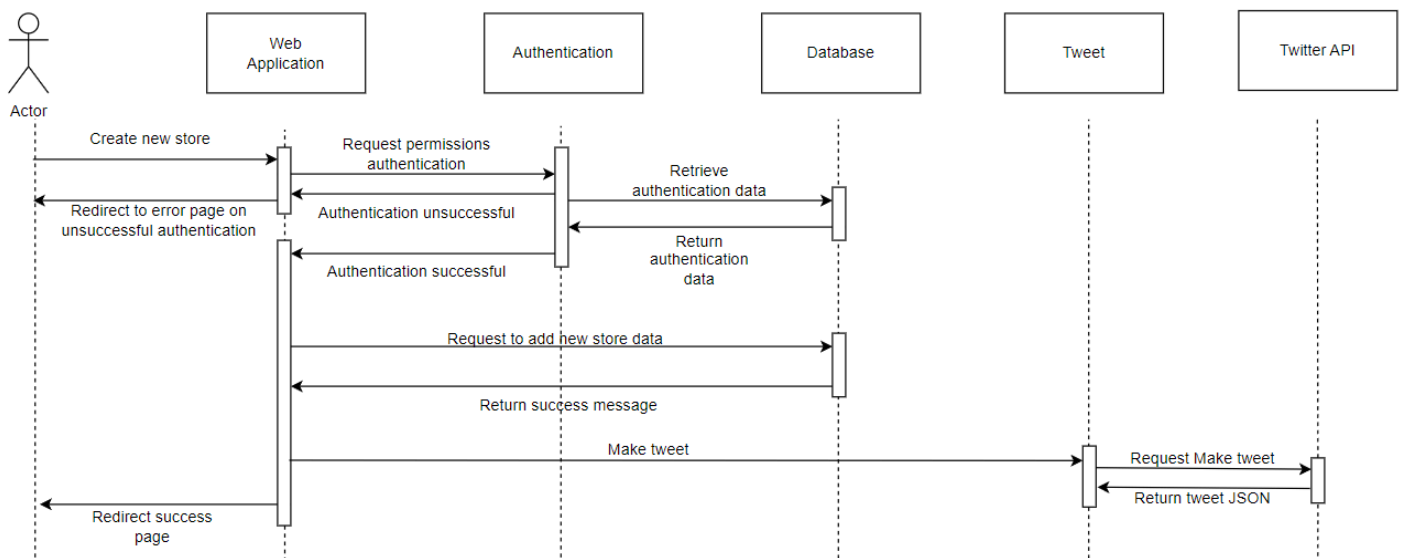 Web
Application
Authentication
Database
Tweet
Twitter API
Actor
Create new store
Request permissions
authentication
Retrieve
authentication data
Redirect to error page on
unsuccessful authentication
Authentication unsuccessful
Return
authentication
data
Authentication successful
Request to add new store data
Return success message
Make tweet
Request Make tweet
Return tweet JSON
Redirect success
page